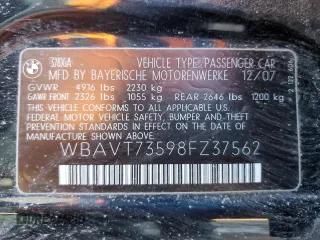 VEHICLE TYPE: PASSENGER CAR
MFD BY BAYERISCHE MOTORENWERKE 12/07
GVWR 4916 lbs 2230 kg
GAWR FRONT 2326 lbs 1055 kg REAR 2646 lbs 1200 kg
THIS VEHICLE CONFORMS TO ALL APPLICABLE U.S.
FEDERAL MOTOR VEHICLE SAFETY, BUMPER, AND THEFT
PREVENTION STANDARDS IN EFFECT ON THE DATE OF
MANUFACTURE SHOWN ABOVE.
WBAVT73598FZ37562